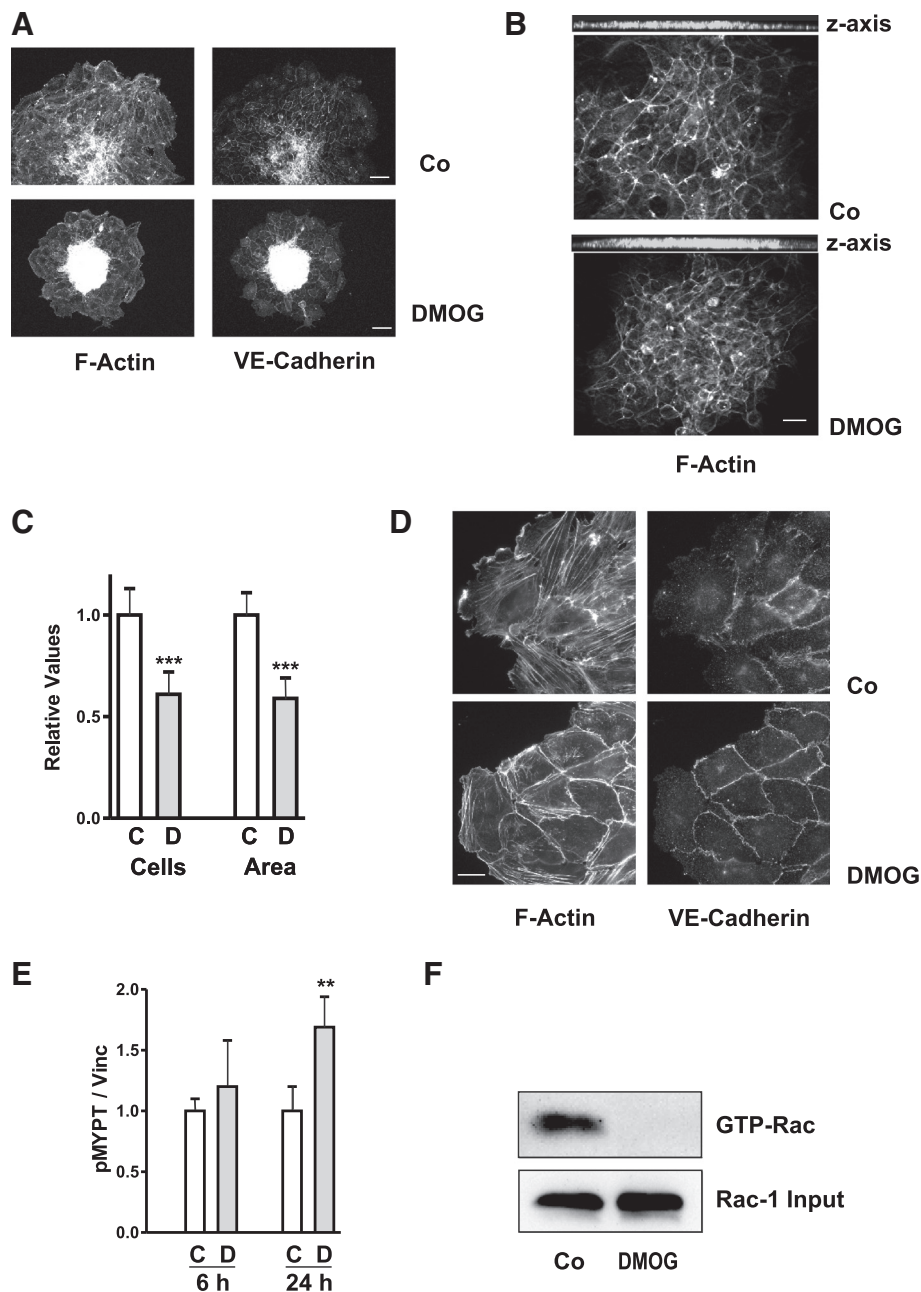 A
Co
DMOG
F-Actin
VE-Cadherin
B
z-axis
Co
z-axis
DMOG
F-Actin
C
Relative Values
1.0
0.5
0.0
***
***
C D C D
Cells Area
D
Co
DMOG
F-Actin VE-Cadherin
E
pMYPT / Vinc
2.0
1.5
1.0
0.5
0.0
**
C D C D
6 h 24 h
F
GTP-Rac
Rac-1 Input
Co DMOG